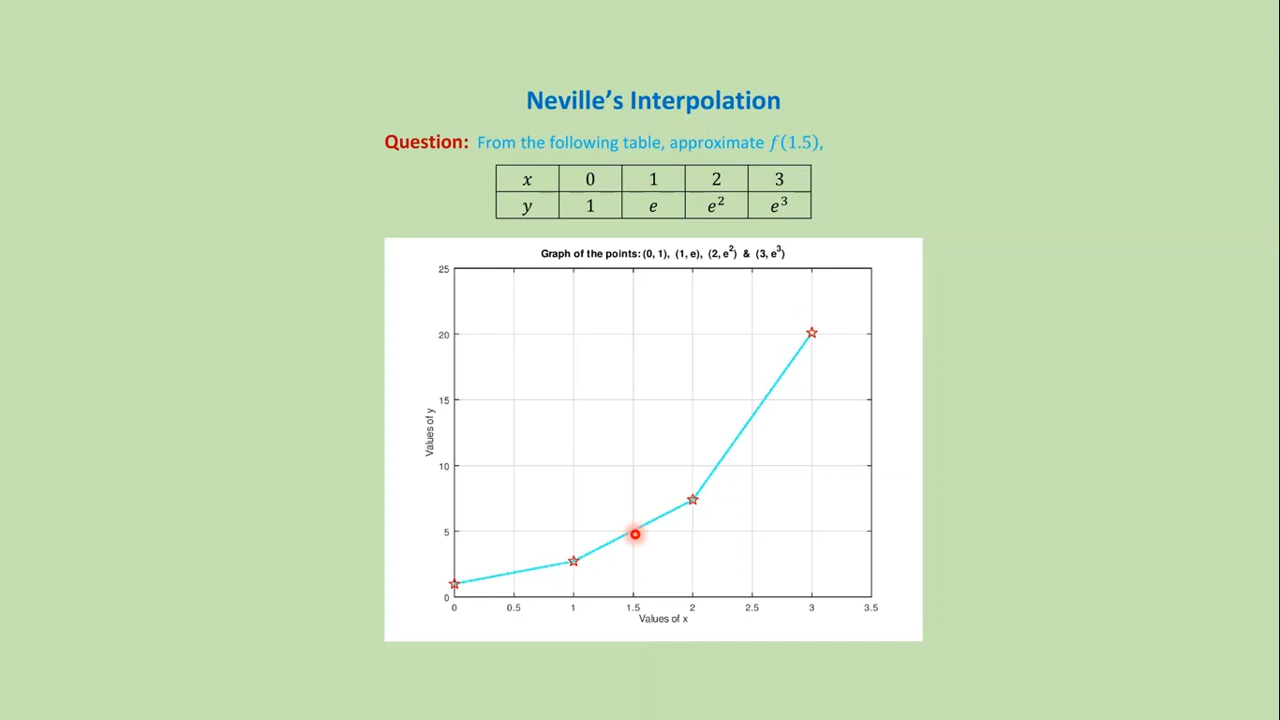 Neville's Interpolation
Question: From the following table, approximate f(1.5),
x 0 1 2 3
y 1 e e² e³
Graph of the points: (0, 1), (1, e), (2, e²) & (3, e³)
25
20
15
10
5
0
Values of y
0 0.5 1 1.5 2 2.5 3 3.5
Values of x